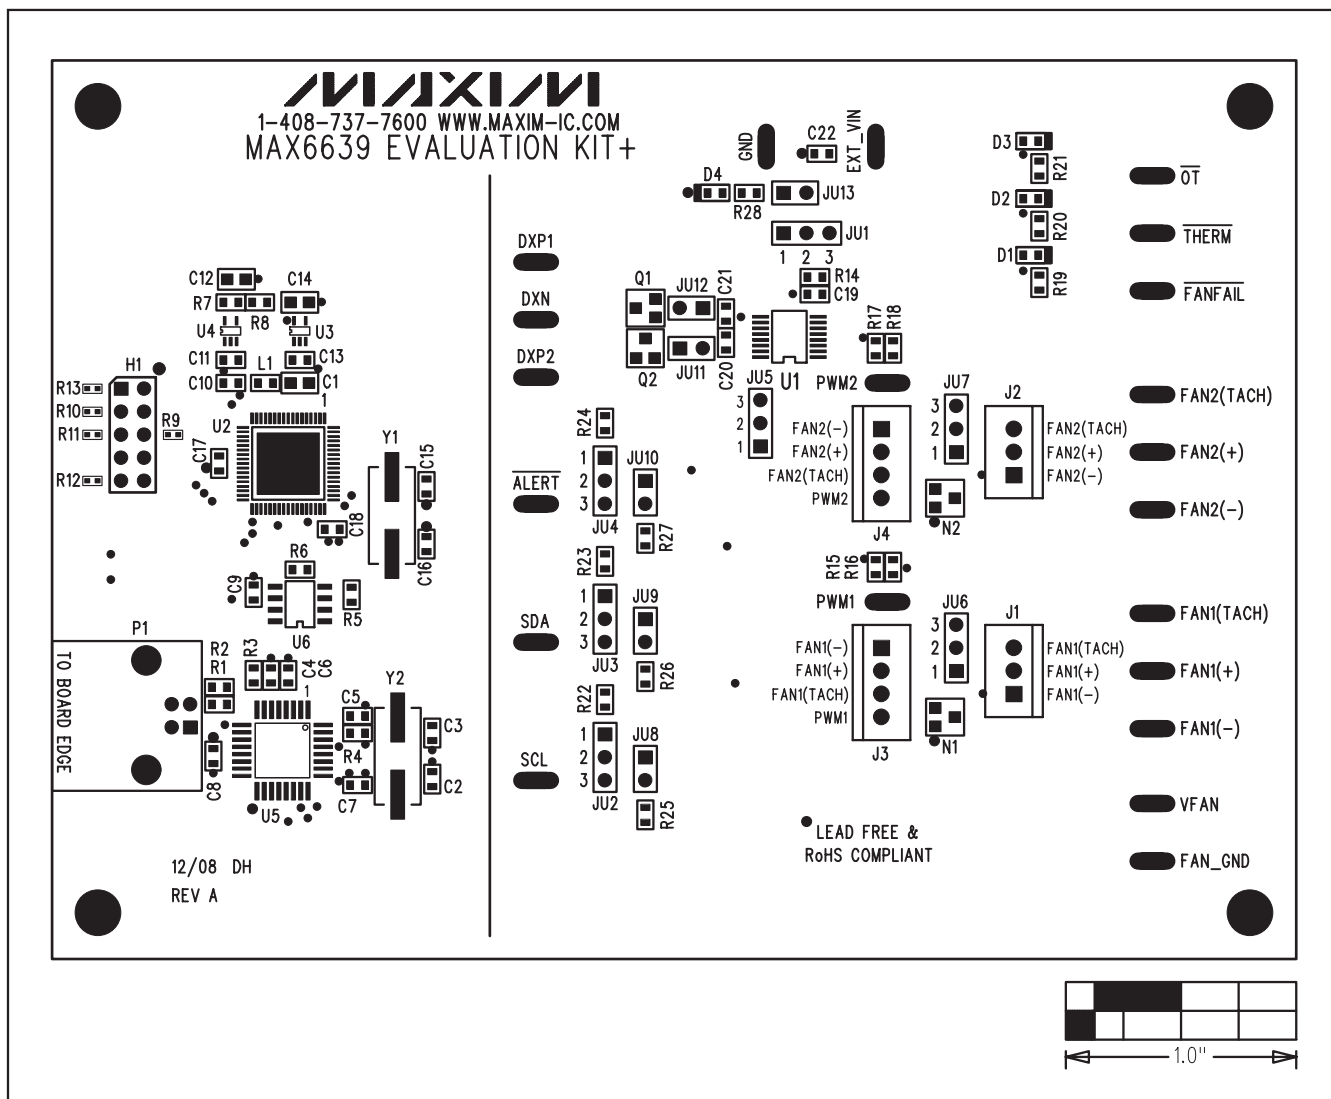 MAXIM
1-408-737-7600 WWW.MAXIM-IC.COM
MAX6639 EVALUATION KIT+
GND
C22
EXT_VIN
D4
R28
JU13
JU1
1 2 3
D3
R21
D2
R20
D1
R19
OT
THERM
FANFAIL
DXP1
DXN
DXP2
C12
C14
R7
R8
U4
U3
C11
C13
C10
L1
C1
1
H1
R13
R10
R11
R9
R12
U2
C17
Y1
C15
C18
C16
R6
C9
R5
U6
Q1
JU12
C21
R14
C19
Q2
JU11
C20
U1
R17
R18
JU5
3
2
1
PWM2
JU7
3
2
1
J2
FAN2(-)
FAN2(+)
FAN2(TACH)
PWM2
J4
N2
FAN2(TACH)
FAN2(+)
FAN2(-)
FAN2(TACH)
FAN2(+)
FAN2(-)
R24
ALERT
1
2
3
JU4
JU10
R27
R23
SDA
1
2
3
JU3
JU9
R26
R22
SCL
1
2
3
JU2
JU8
R25
R15
R16
PWM1
JU6
3
2
1
J1
FAN1(-)
FAN1(+)
FAN1(TACH)
PWM1
J3
N1
FAN1(TACH)
FAN1(+)
FAN1(-)
FAN1(TACH)
FAN1(+)
FAN1(-)
VFAN
FAN_GND
P1
TO BOARD EDGE
R2
R1
R3
C4
C6
1
Y2
C5
R4
C3
C7
C2
C8
U5
LEAD FREE &
RoHS COMPLIANT
12/08 DH
REV A
1.0"